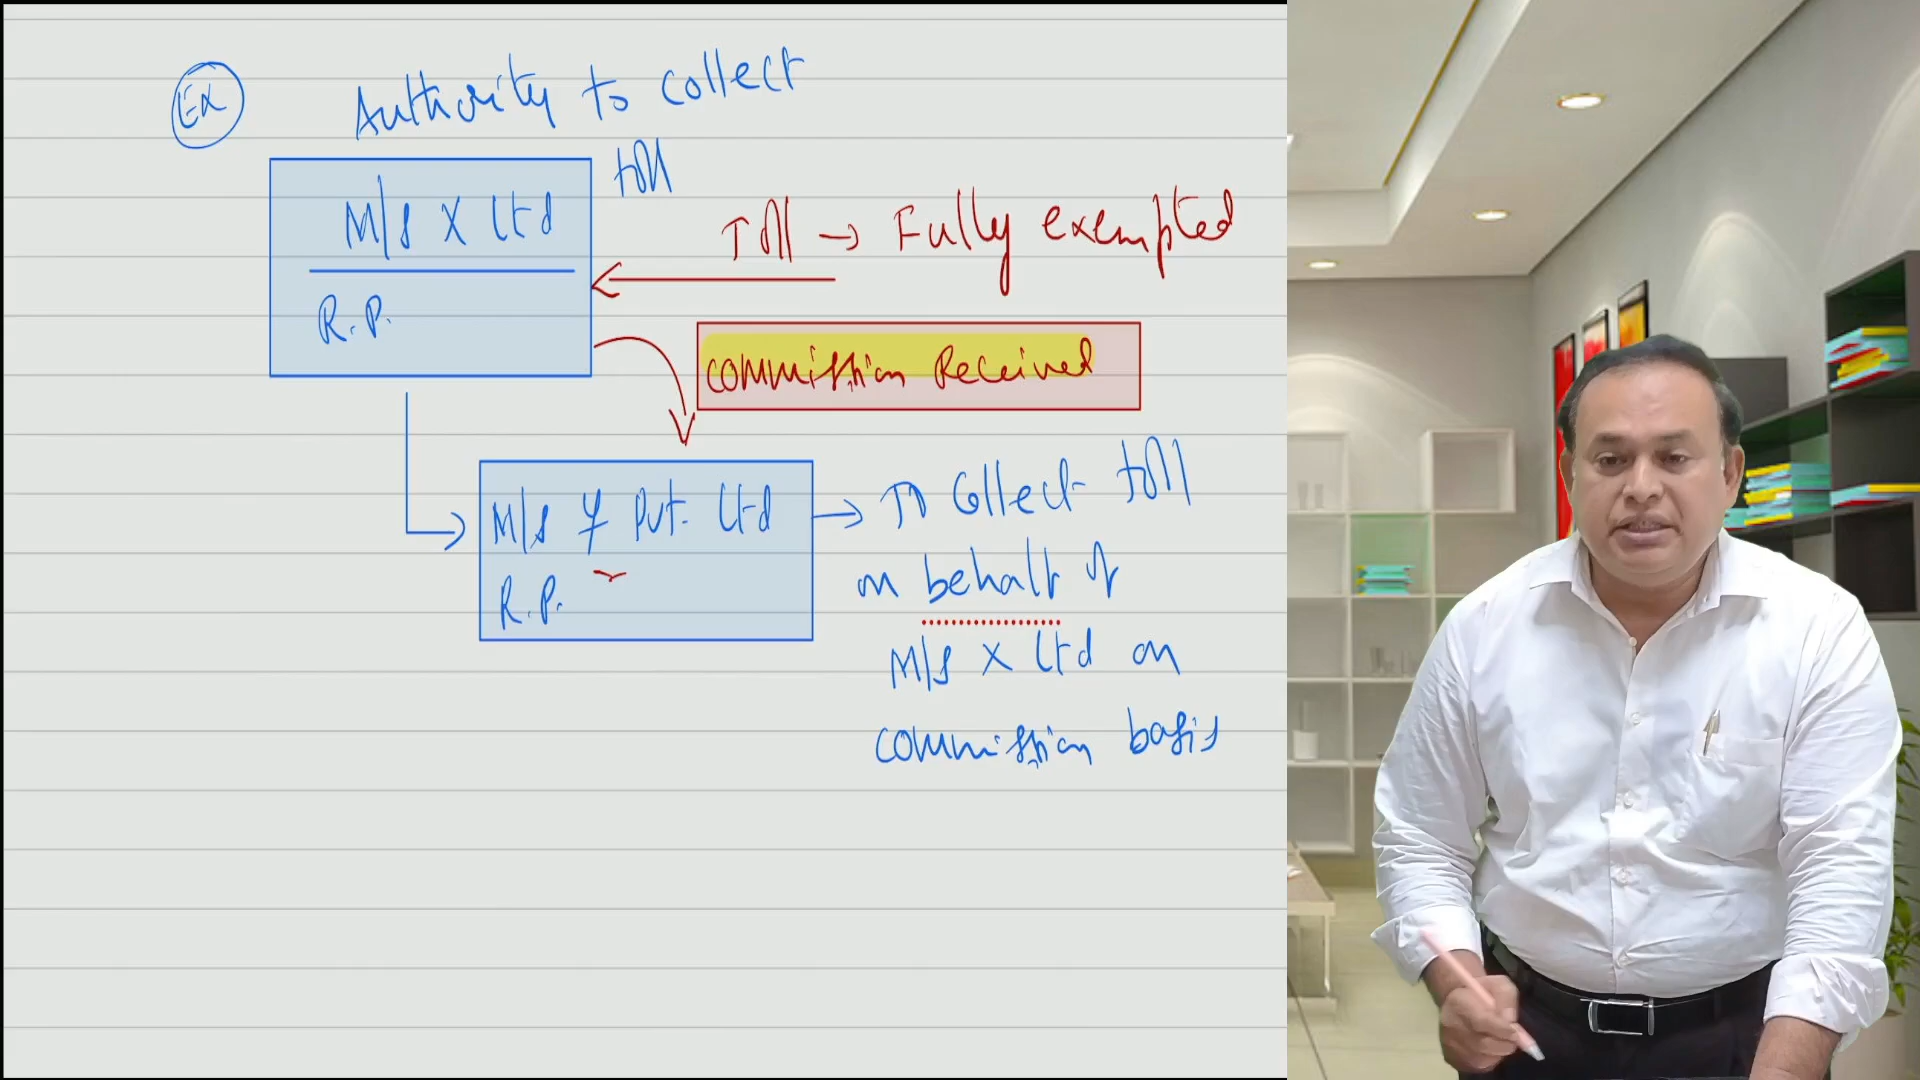 Ex
Authority to collect
toll
M/s X Ltd
R.P.
Toll → Fully exempted
commission Received
M/s Y Pvt. Ltd
R.P.
→ To Collect toll
on behalf of
M/s X Ltd on
commission basis